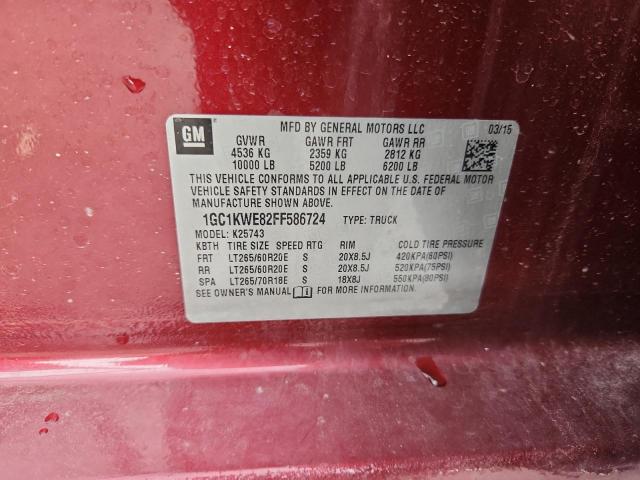 GM
MFD BY GENERAL MOTORS LLC 03/15
GVWR GAWR FRT GAWR RR
4536 KG 2359 KG 2812 KG
10000 LB 5200 LB 6200 LB
THIS VEHICLE CONFORMS TO ALL APPLICABLE U.S. FEDERAL MOTOR
VEHICLE SAFETY STANDARDS IN EFFECT ON THE DATE OF
MANUFACTURE SHOWN ABOVE.
1GC1KWE82FF586724 TYPE: TRUCK
MODEL: K25743
KBTH TIRE SIZE SPEED RTG RIM COLD TIRE PRESSURE
FRT LT265/60R20E S 20X8.5J 420KPA(60PSI)
RR LT265/60R20E S 20X8.5J 520KPA(75PSI)
SPA LT265/70R18E S 18X8J 550KPA(80PSI)
SEE OWNER'S MANUAL FOR MORE INFORMATION.